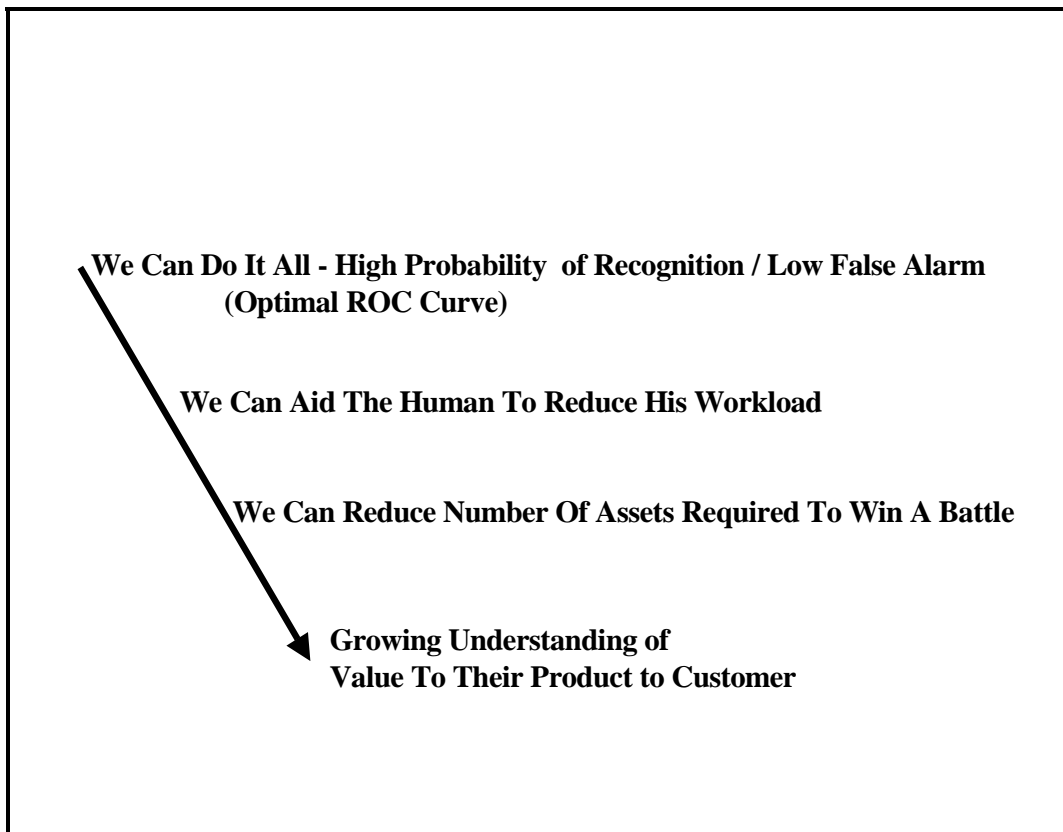 We Can Do It All - High Probability of Recognition / Low False Alarm
(Optimal ROC Curve)
We Can Aid The Human To Reduce His Workload
We Can Reduce Number Of Assets Required To Win A Battle
Growing Understanding of
Value To Their Product to Customer